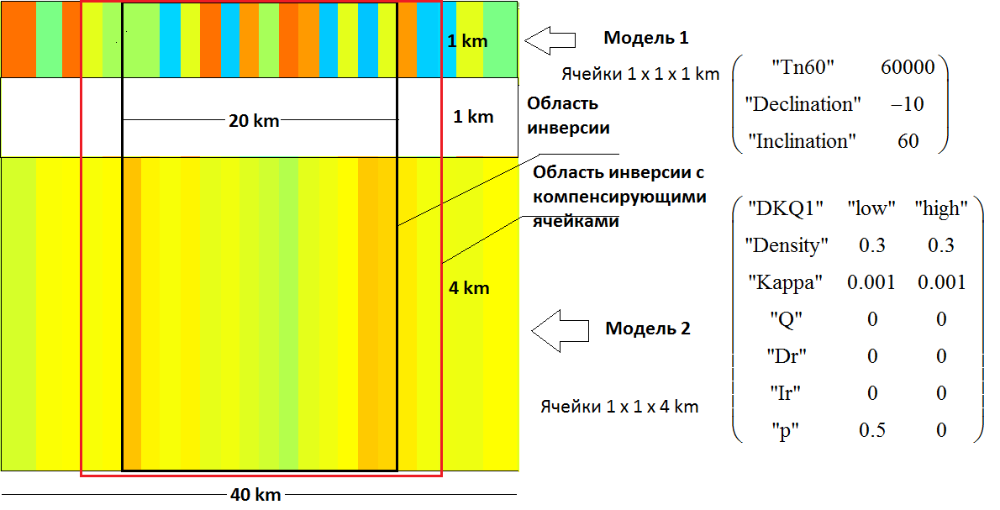 1 km
Модель 1
Ячейки 1 x 1 x 1 km
"Tn60" 60000
"Declination" –10
"Inclination" 60
20 km
1 km
Область
инверсии
Область инверсии с
компенсирующими
ячейками
4 km
Модель 2
Ячейки 1 x 1 x 4 km
"DKQ1" "low" "high"
"Density" 0.3 0.3
"Kappa" 0.001 0.001
"Q" 0 0
"Dr" 0 0
"Ir" 0 0
"p" 0.5 0
40 km